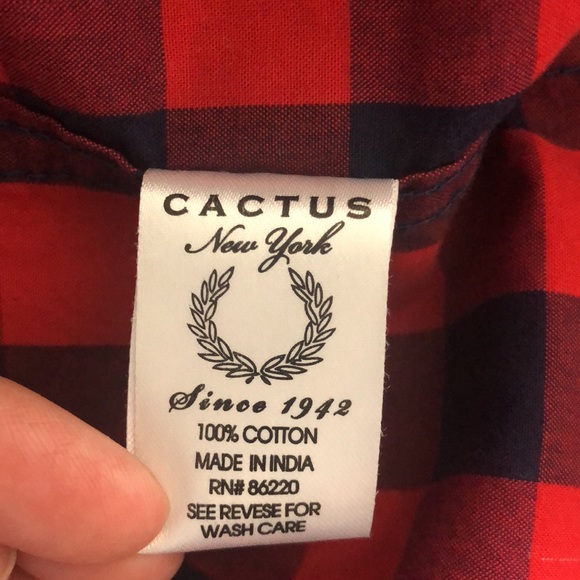 CACTUS
New York
Since 1942
100% COTTON
MADE IN INDIA
RN# 86220
SEE REVESE FOR
WASH CARE